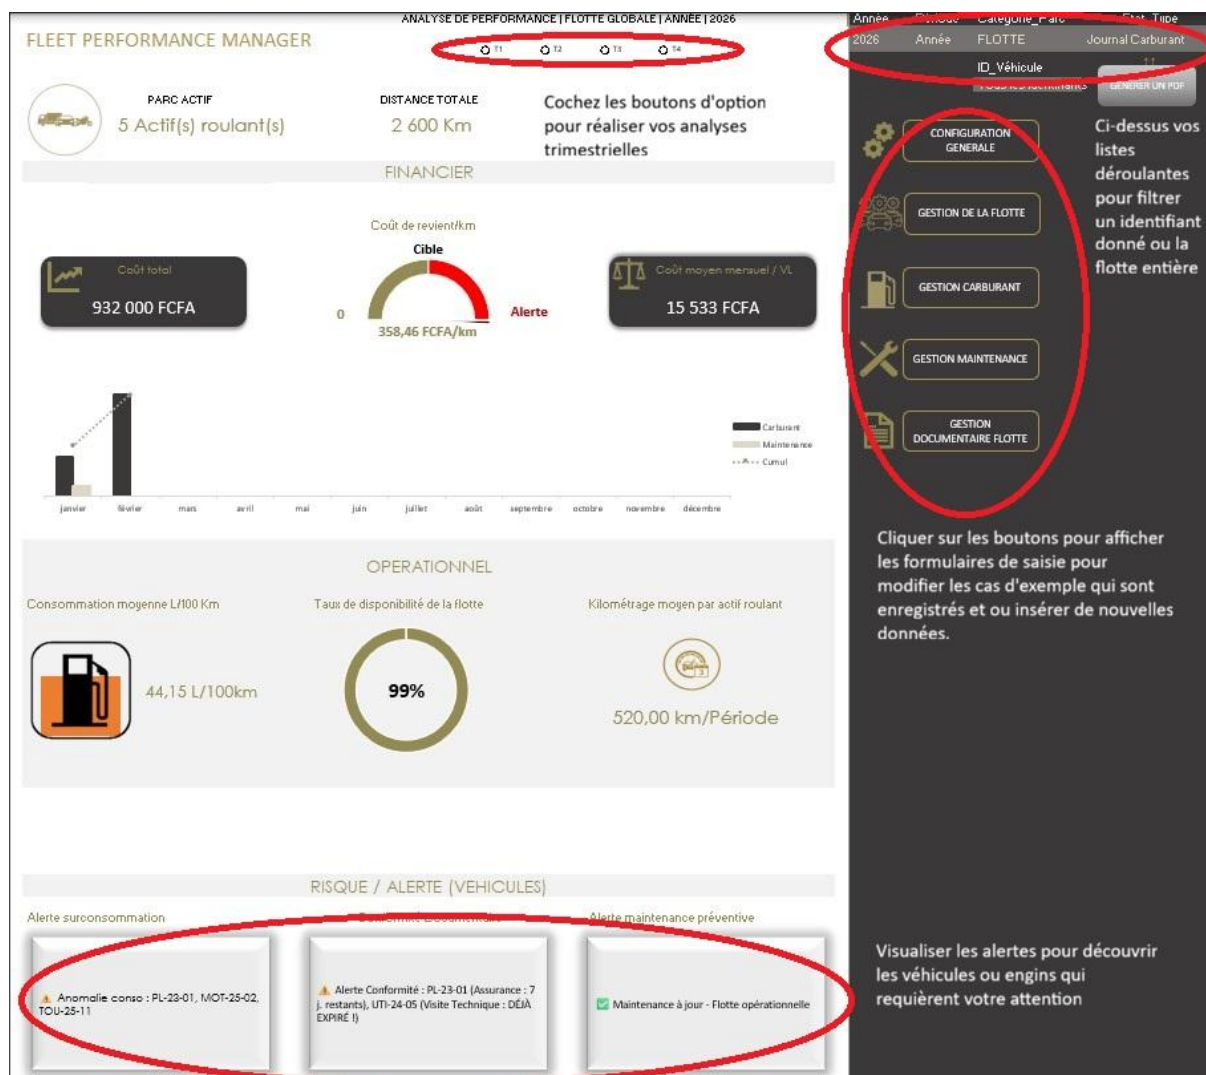 ANALYSE DE PERFORMANCE | FLOTTE GLOBALE | ANNÉE | 2026
FLEET PERFORMANCE MANAGER
T1 T2 T3 T4
PARC ACTIF
5 Actif(s) roulant(s)
DISTANCE TOTALE
2 600 Km
Cochez les boutons d'option
pour réaliser vos analyses
trimestrielles
FINANCIER
Coût total
932 000 FCFA
Coût de revient/km
Cible
0
Alerte
358,46 FCFA/km
Coût moyen mensuel / VL
15 533 FCFA
Carburant
Maintenance
Cumul
janvier février mars avril mai juin juillet août septembre octobre novembre décembre
OPERATIONNEL
Consommation moyenne L/100 Km
44,15 L/100km
Taux de disponibilité de la flotte
99%
Kilométrage moyen par actif roulant
520,00 km/Période
RISQUE / ALERTE (VEHICULES)
Alerte surconsommation
Alerte maintenance préventive
⚠ Anomalie conso : PL-23-01, MOT-25-02,
TOU-25-11
⚠ Alerte Conformité : PL-23-01 (Assurance : 7
j. restants), UTI-24-05 (Visite Technique : DÉJÀ
EXPIRÉ !)
✅ Maintenance à jour - Flotte opérationnelle
Année
2026 Année FLOTTE Journal Carburant
ID_Véhicule
GENERER UN PDF
CONFIGURATION
GENERALE
GESTION DE LA FLOTTE
GESTION CARBURANT
GESTION MAINTENANCE
GESTION
DOCUMENTAIRE FLOTTE
Ci-dessus vos
listes
déroulantes
pour filtrer
un identifiant
donné ou la
flotte entière
Cliquer sur les boutons pour afficher
les formulaires de saisie pour
modifier les cas d'exemple qui sont
enregistrés et ou insérer de nouvelles
données.
Visualiser les alertes pour découvrir
les véhicules ou engins qui
requièrent votre attention